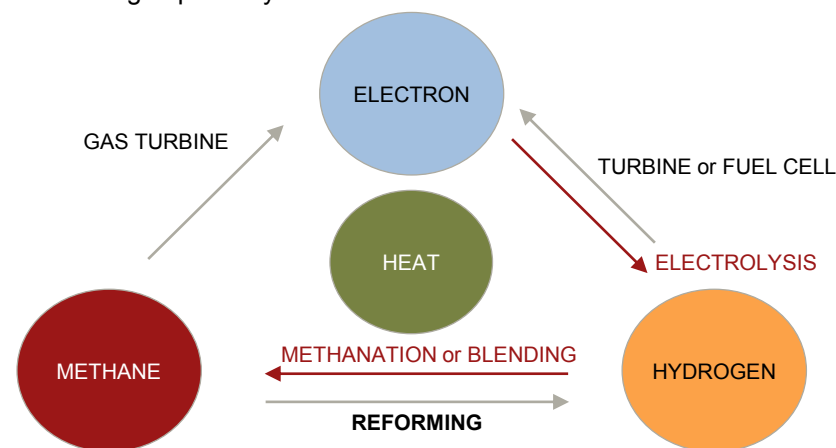 ELECTRON
GAS TURBINE
TURBINE or FUEL CELL
HEAT
ELECTROLYSIS
METHANATION or BLENDING
METHANE
HYDROGEN
REFORMING